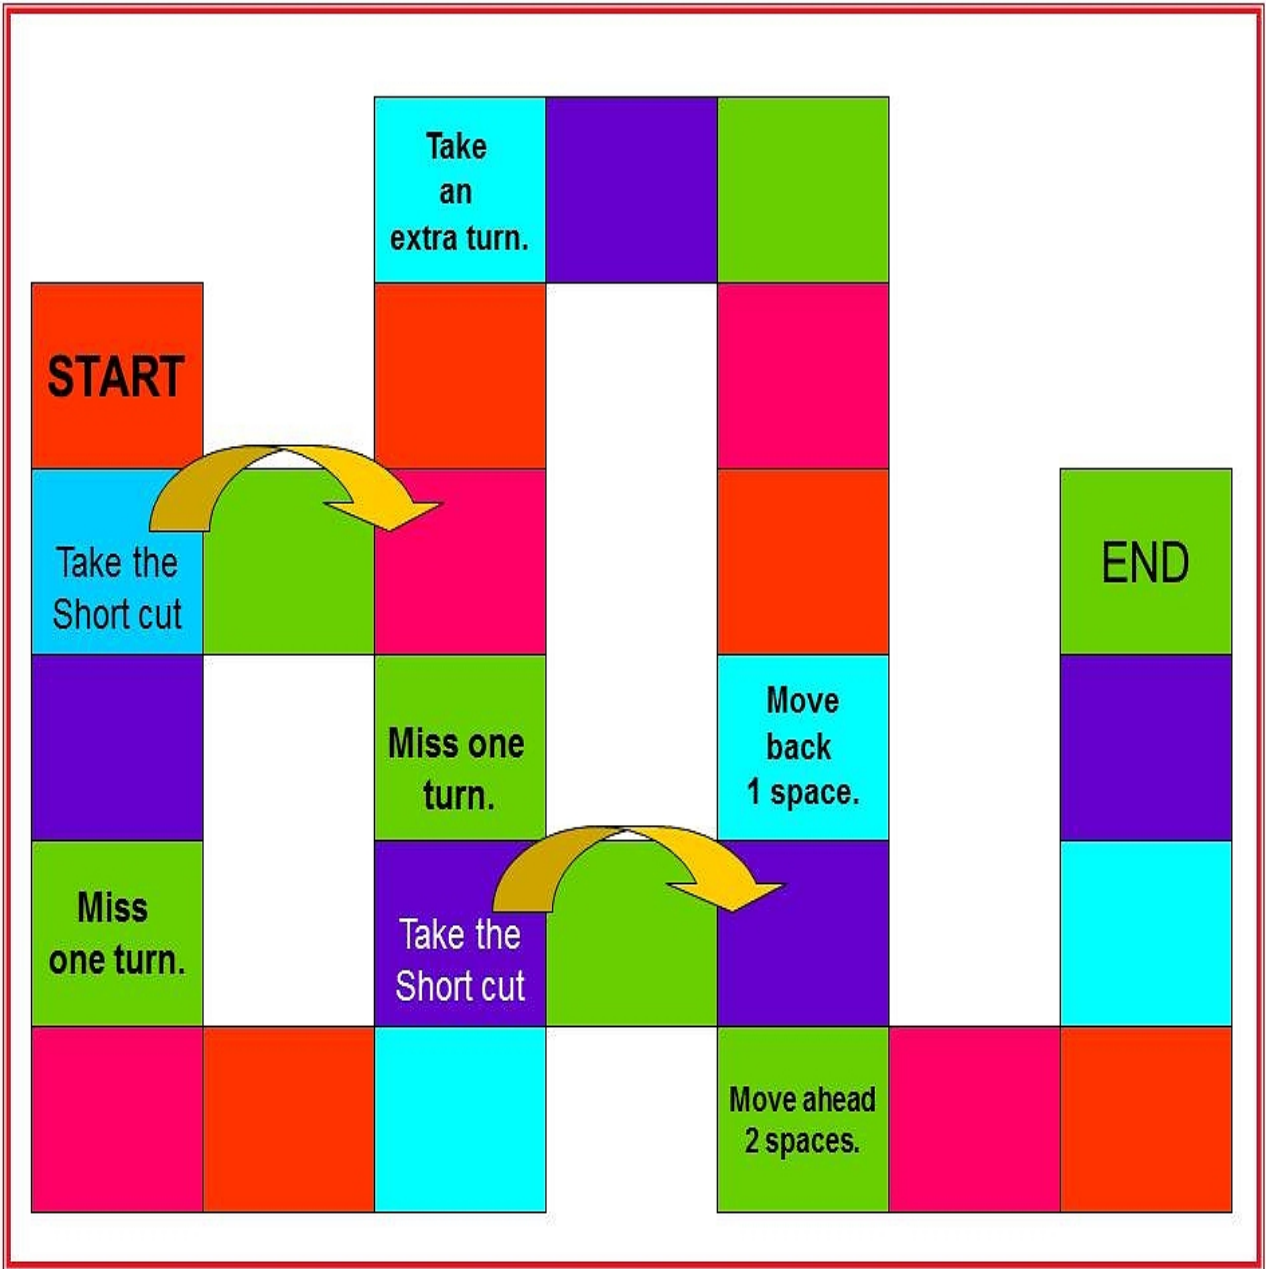 Take
an
extra turn.
START
Take the
Short cut
END
Miss one
turn.
Move
back
1 space.
Miss
one turn.
Take the
Short cut
Move ahead
2 spaces.